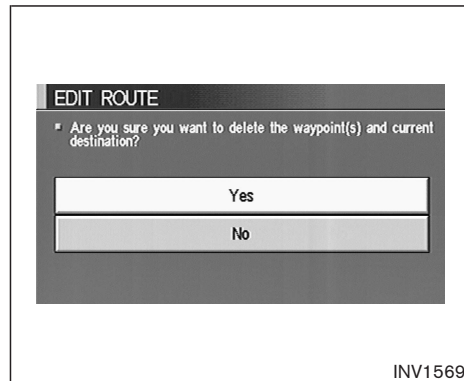 EDIT ROUTE
Are you sure you want to delete the waypoint(s) and current
destination?
Yes
No
INV1569